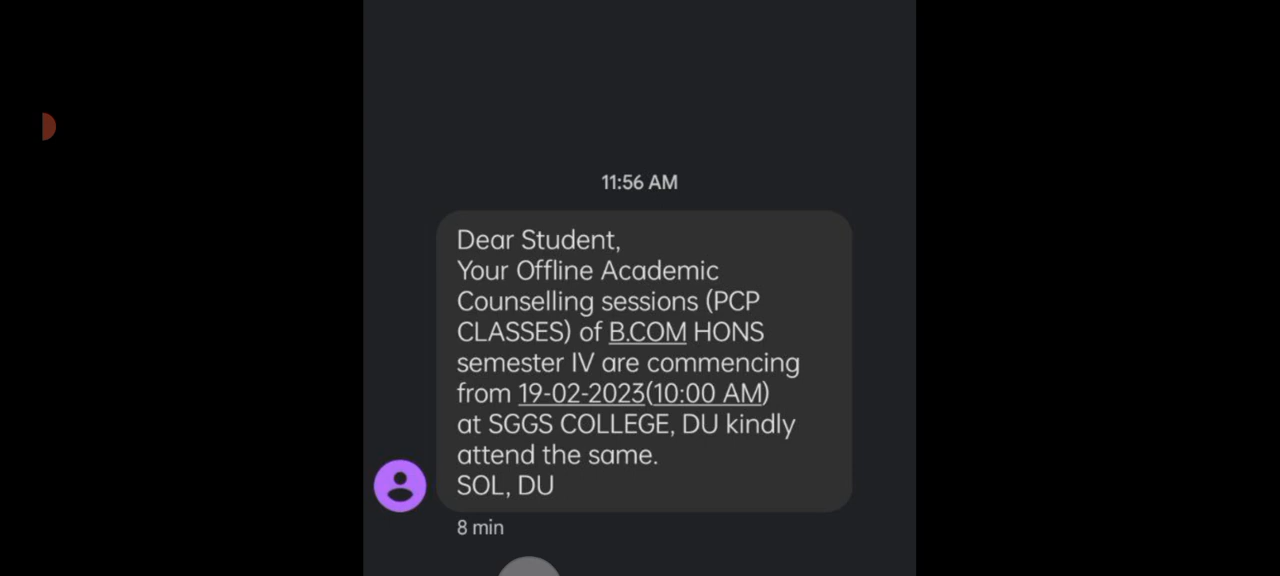 11:56 AM
Dear Student,
Your Offline Academic
Counselling sessions (PCP
CLASSES) of B.COM HONS
semester IV are commencing
from 19-02-2023(10:00 AM)
at SGGS COLLEGE, DU kindly
attend the same.
SOL, DU
8 min